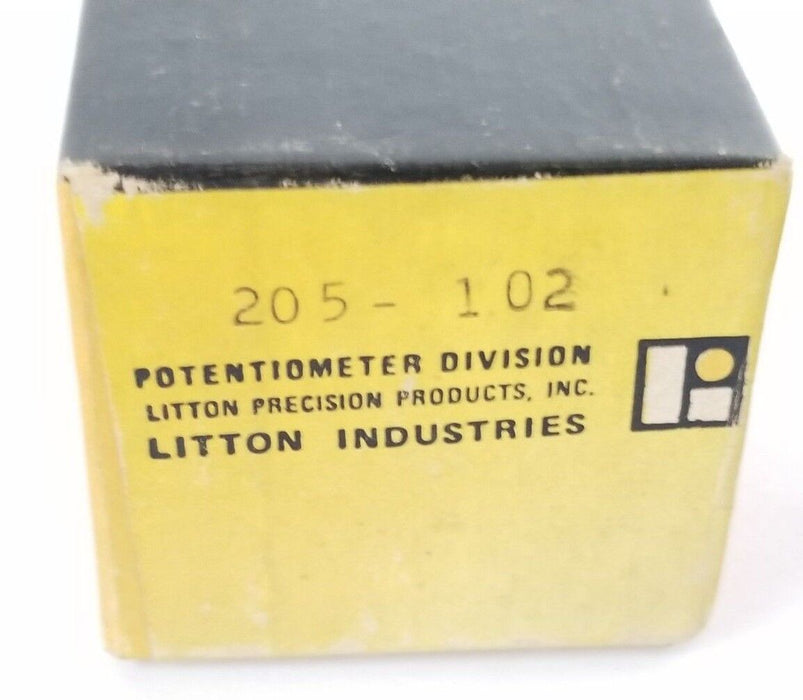 205- 102
POTENTIOMETER DIVISION
LITTON PRECISION PRODUCTS, INC.
LITTON INDUSTRIES